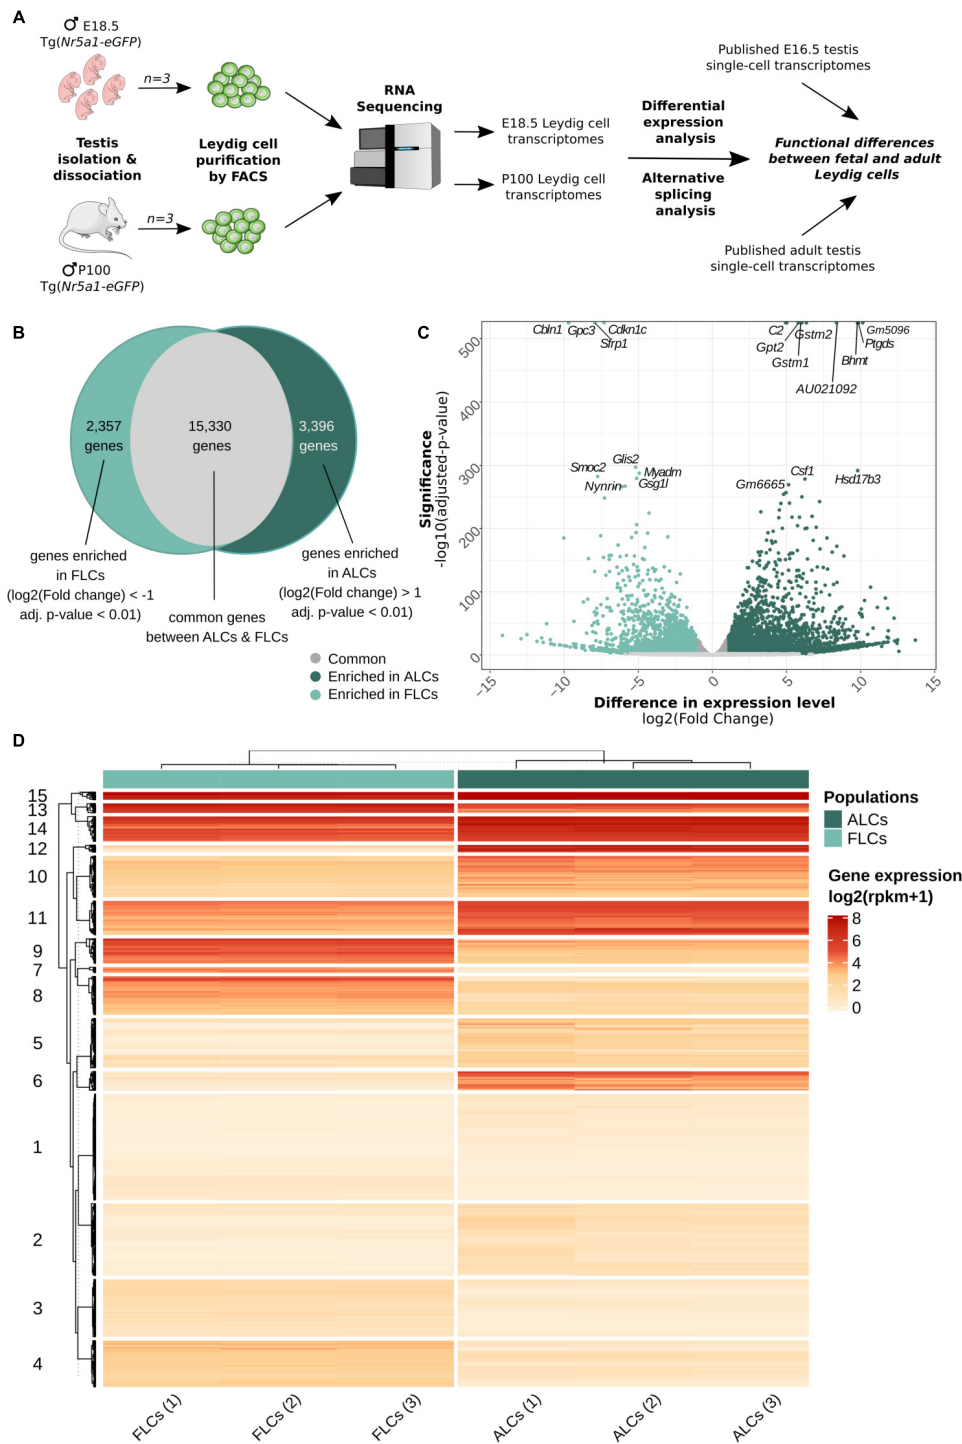 A
♂ E18.5
Tg(Nr5a1-eGFP)
n=3
Testis
isolation &
dissociation
Leydig cell
purification
by FACS
n=3
♂P100
Tg(Nr5a1-eGFP)
RNA
Sequencing
E18.5 Leydig cell
transcriptomes
P100 Leydig cell
transcriptomes
Differential
expression
analysis
Alternative
splicing
analysis
Published E16.5 testis
single-cell transcriptomes
Functional differences
between fetal and adult
Leydig cells
Published adult testis
single-cell transcriptomes
B
2,357
genes
15,330
genes
3,396
genes
genes enriched
in FLCs
(log2(Fold change) < -1
adj. p-value < 0.01)
common genes
between ALCs & FLCs
genes enriched
in ALCs
(log2(Fold change) > 1
adj. p-value < 0.01)
Common
Enriched in ALCs
Enriched in FLCs
C
Significance
-log10(adjusted-p-value)
500
400
300
200
100
0
Cbln1
Gpc3
Cdkn1c
Sfrp1
C2
Gstm2
Gm5096
Gpt2
Ptgds
Gstm1
Bhmt
AU021092
Glis2
Smoc2
Myadm
Nynrin
Gsg1l
Csf1
Gm6665
Hsd17b3
-15
-10
-5
0
5
10
15
Difference in expression level
log2(Fold Change)
D
15
13
14
12
10
11
9
7
8
5
6
1
2
3
4
Populations
ALCs
FLCs
Gene expression
log2(rpkm+1)
8
6
4
2
0
FLCs (1)
FLCs (2)
FLCs (3)
ALCs (1)
ALCs (2)
ALCs (3)